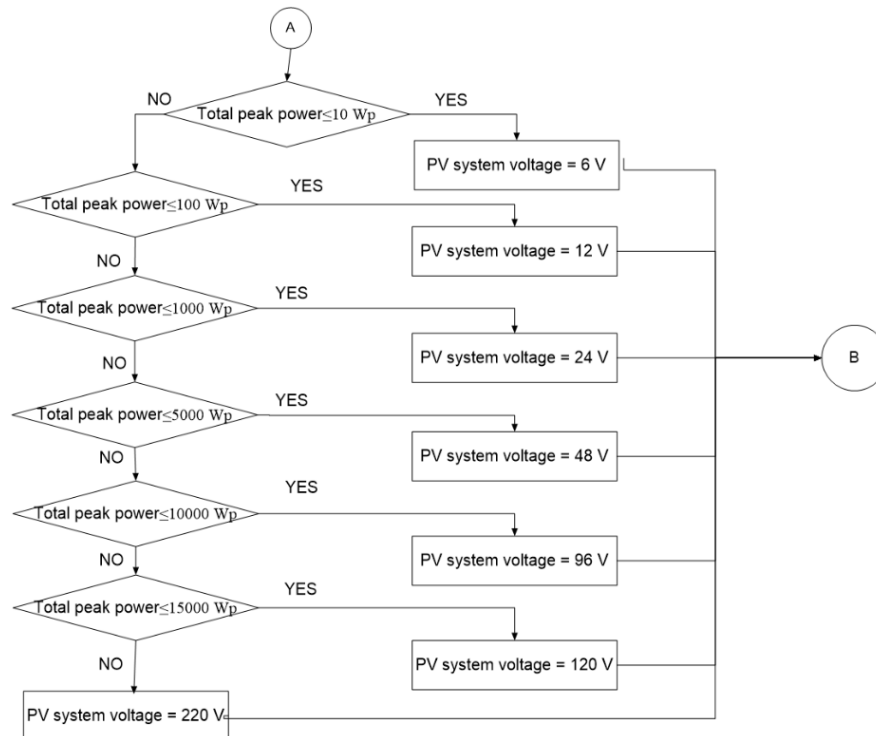 A
NO
YES
Total peak power≤10 Wp
PV system voltage = 6 V
YES
Total peak power≤100 Wp
PV system voltage = 12 V
NO
YES
Total peak power≤1000 Wp
PV system voltage = 24 V
B
NO
YES
Total peak power≤5000 Wp
PV system voltage = 48 V
NO
YES
Total peak power≤10000 Wp
PV system voltage = 96 V
NO
YES
Total peak power≤15000 Wp
PV system voltage = 120 V
NO
PV system voltage = 220 V